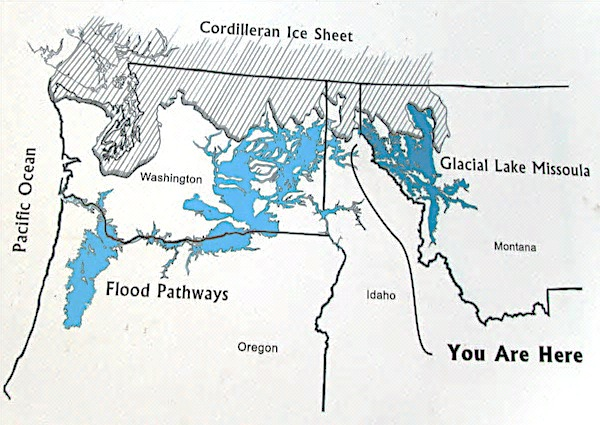 Cordilleran Ice Sheet
Glacial Lake Missoula
Washington
Pacific Ocean
Montana
Flood Pathways
Idaho
Oregon
You Are Here